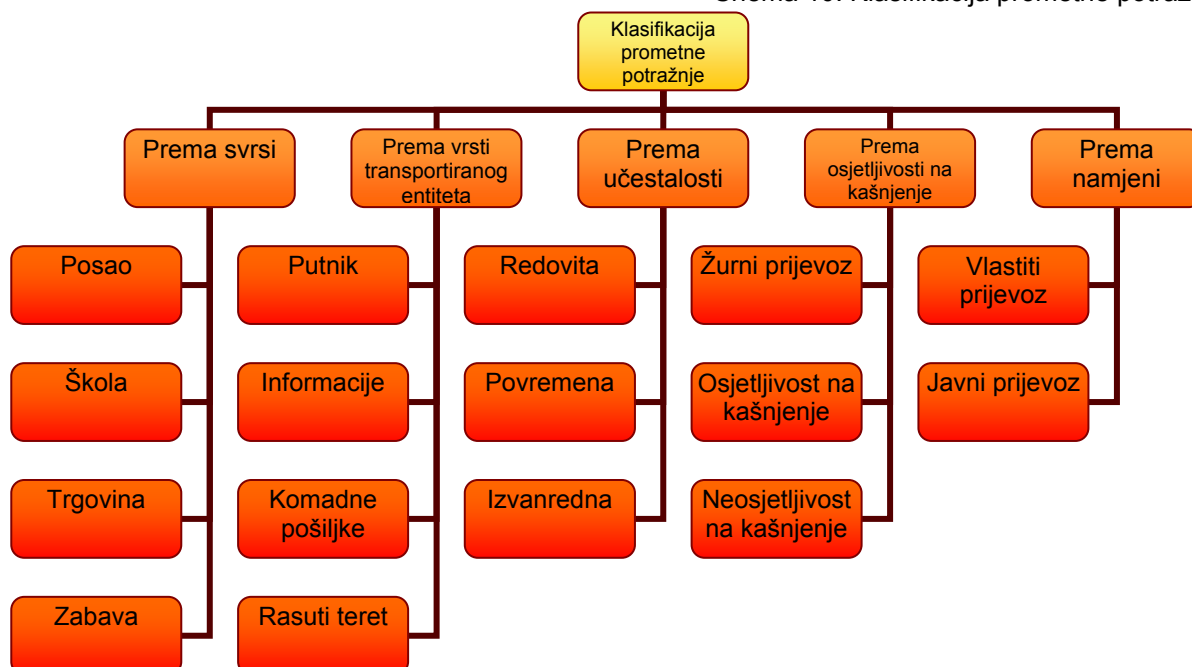 Klasifikacija
prometne
potražnje
Prema svrsi
Prema vrsti
transportiranog
entiteta
Prema
učestalosti
Prema
osjetljivosti na
kašnjenje
Prema
namjeni
Posao
Putnik
Redovita
Žurni prijevoz
Vlastiti
prijevoz
Škola
Informacije
Povremena
Osjetljivost na
kašnjenje
Javni prijevoz
Trgovina
Komadne
pošiljke
Izvanredna
Neosjetljivost
na kašnjenje
Zabava
Rasuti teret